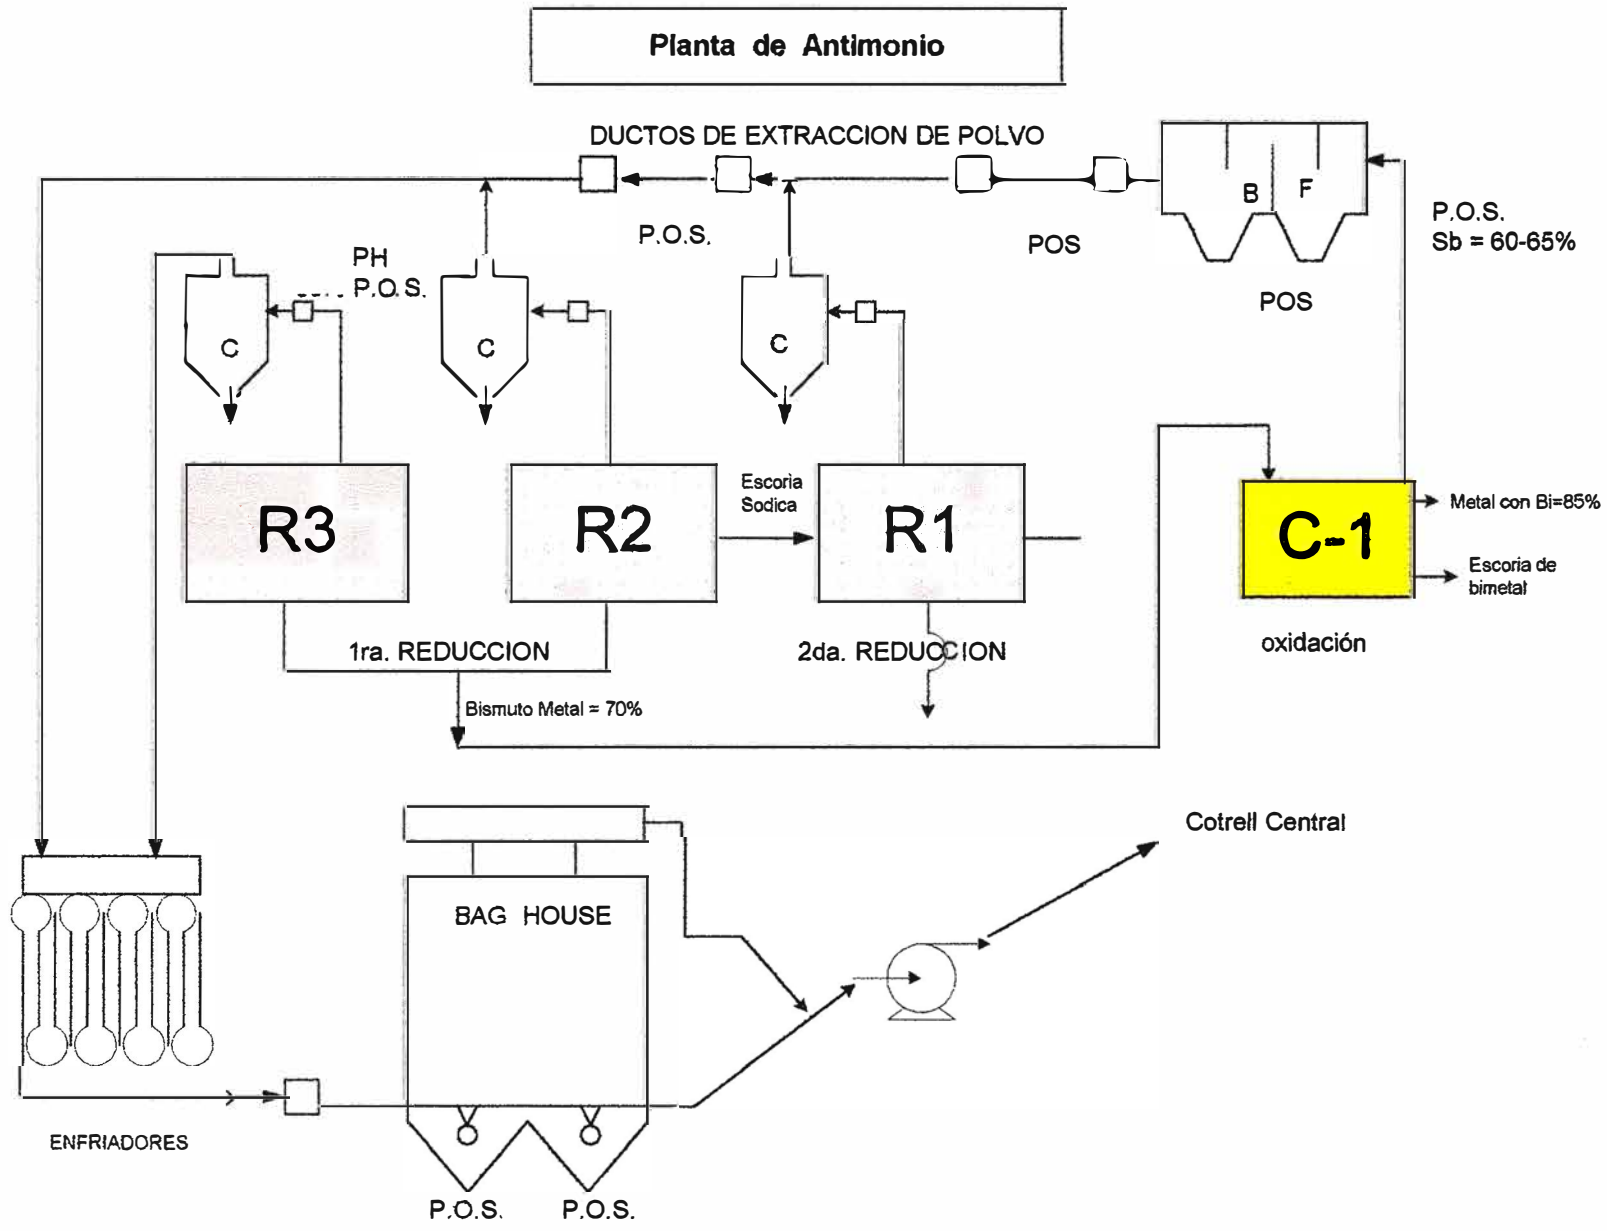 Planta de Antimonio
DUCTOS DE EXTRACCION DE POLVO
B
F
P.O.S.
Sb = 60-65%
P.O.S.
POS
POS
PH
P.O.S.
C
C
C
Escoria
Sodica
R3
R2
R1
C-1
Metal con Bi=85%
Escoria de
bimetal
1ra. REDUCCION
2da. REDUCCION
oxidación
Bismuto Metal = 70%
Cotrell Central
BAG HOUSE
ENFRIADORES
P.O.S.
P.O.S.